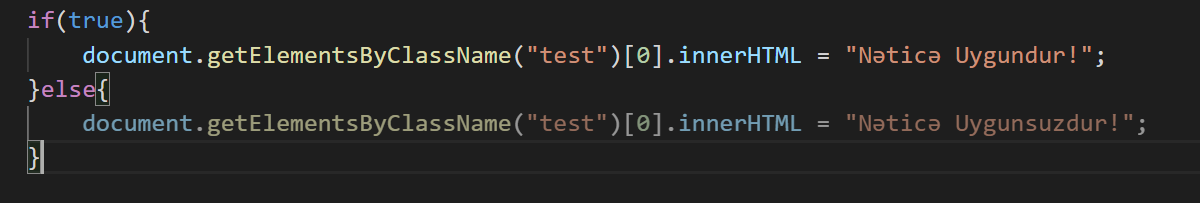 if(true){
    document.getElementsByClassName("test")[0].innerHTML = "Nəticə Uygundur!";
}else{
    document.getElementsByClassName("test")[0].innerHTML = "Nəticə Uygunsuzdur!";
}